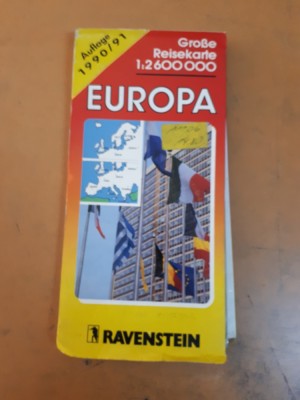 Auflage
1990/91
Große
Reisekarte
1:2 600 000
EUROPA
RAVENSTEIN